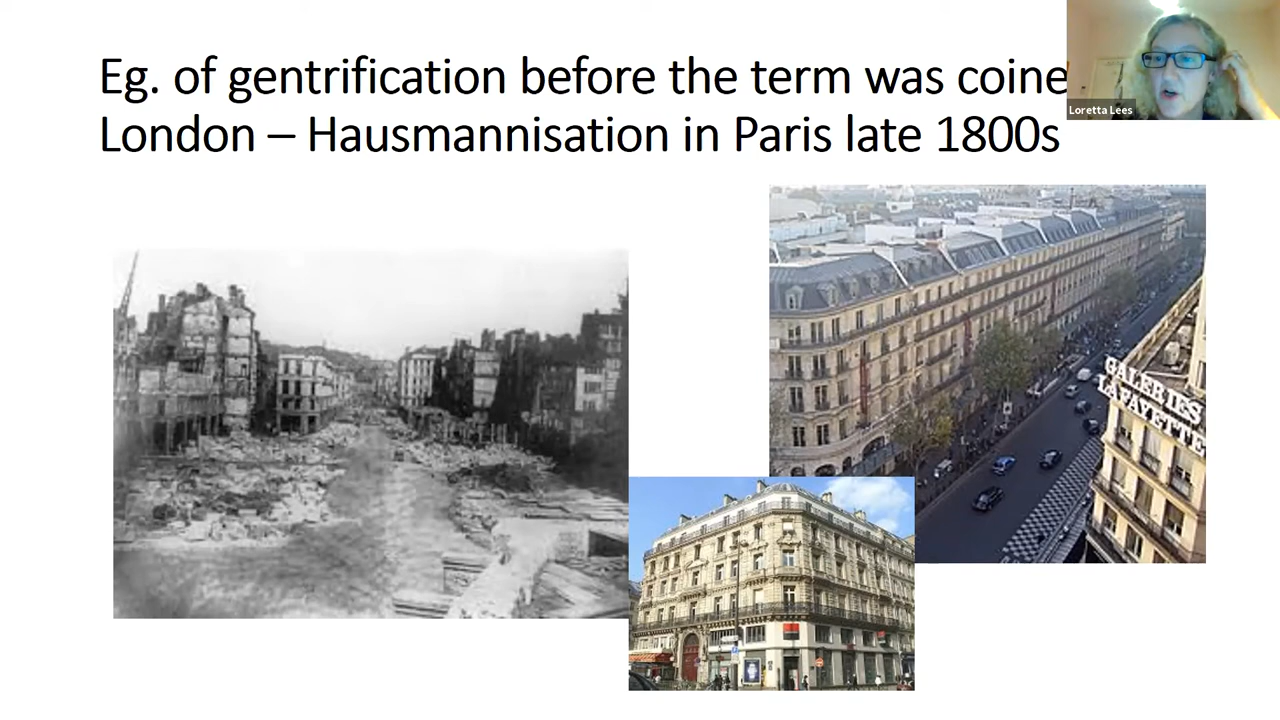 Eg. of gentrification before the term was coine
London – Hausmannisation in Paris late 1800s
Loretta Lees
GALERIES
LAFAYETTE